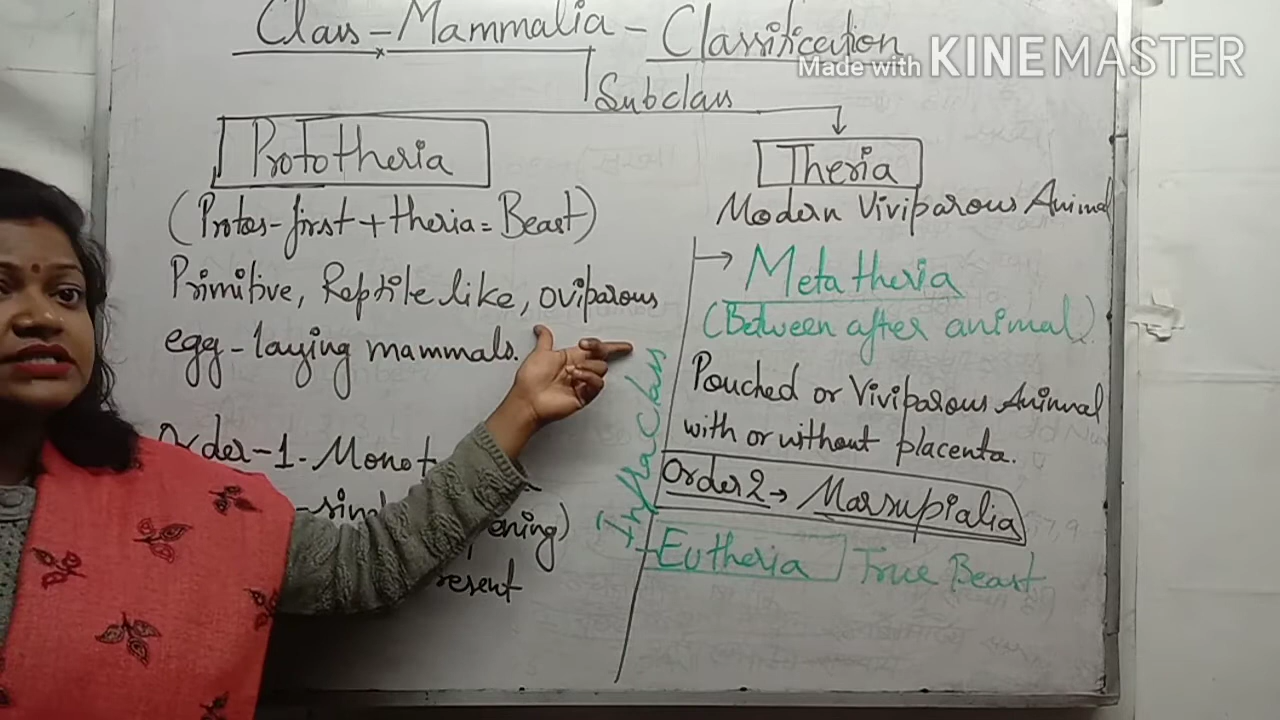 Class - Mammalia - Classification
Made with KINEMASTER
Subclass
Prototheria
(Protos-first + theria = Beast)
Primitive, Reptile like, oviparous
egg-laying mammals.
Order-1. Monot
ening)
resent
Theria
Modern Viviparous Animal
Metatheria
(Between after animal)
Pouched or Viviparous Animal
with or without placenta.
Order 2 → Marsupialia
Infraclass
Eutheria True Beast